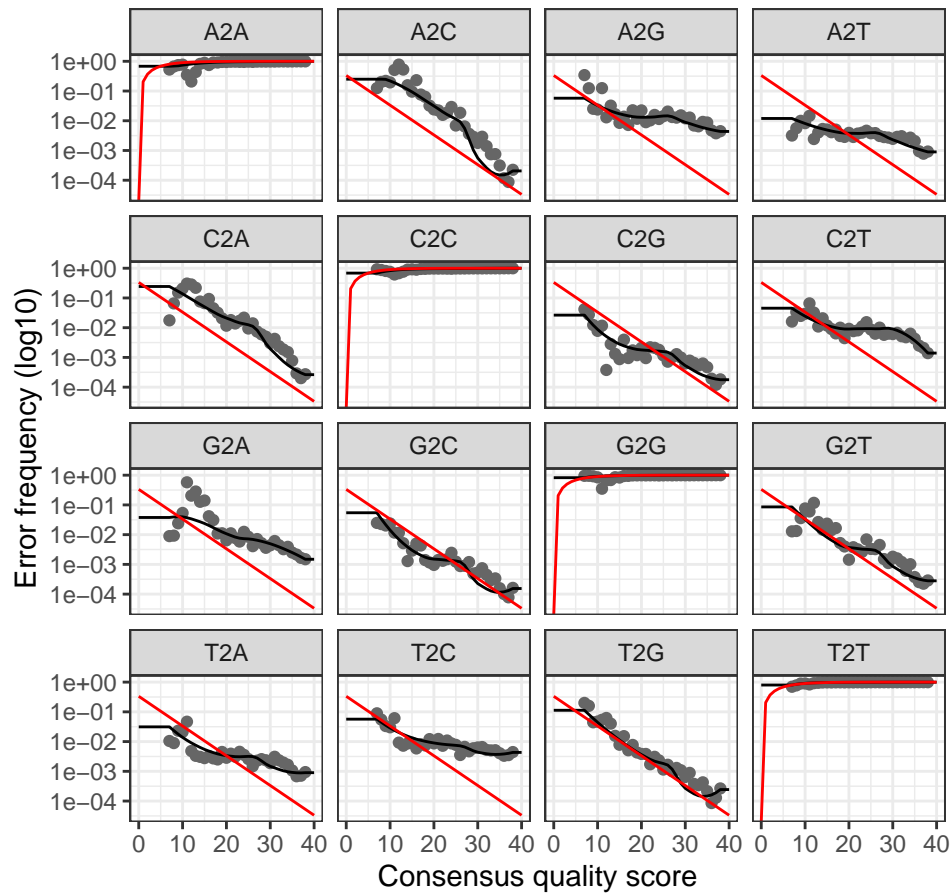 A2A A2C A2G A2T
1e+00
1e−01
1e−02
1e−03
1e−04
C2A C2C C2G C2T
1e+00
1e−01
1e−02
1e−03
1e−04
G2A G2C G2G G2T
1e+00
1e−01
1e−02
1e−03
1e−04
T2A T2C T2G T2T
1e+00
1e−01
1e−02
1e−03
1e−04
0 10 20 30 40 0 10 20 30 40 0 10 20 30 40 0 10 20 30 40
Consensus quality score
Error frequency (log10)